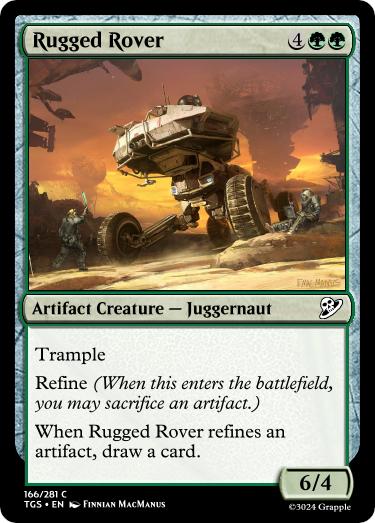 Rugged Rover 4
Artifact Creature — Juggernaut
Trample
Refine (When this enters the battlefield,
you may sacrifice an artifact.)
When Rugged Rover refines an
artifact, draw a card.
6/4
166/281 C
TGS • EN FINNIAN MACMANUS
©3024 Grapple